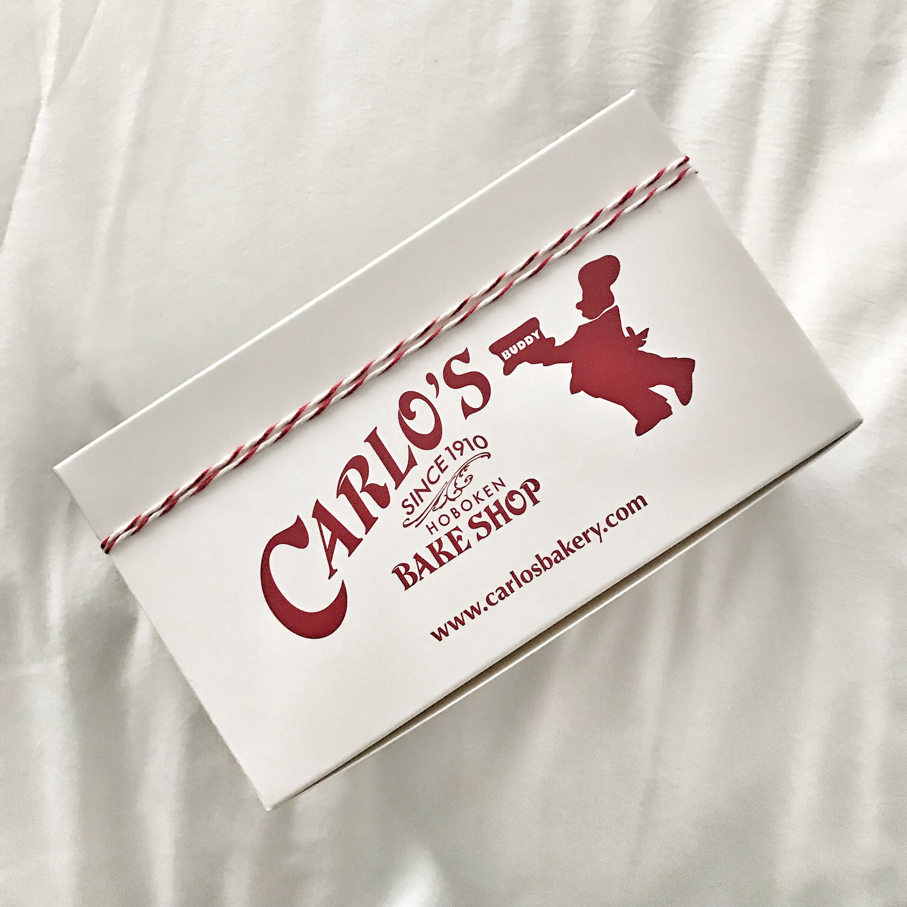 BUDDY
CARLO'S
SINCE 1910
HOBOKEN
BAKE SHOP
www.carlosbakery.com